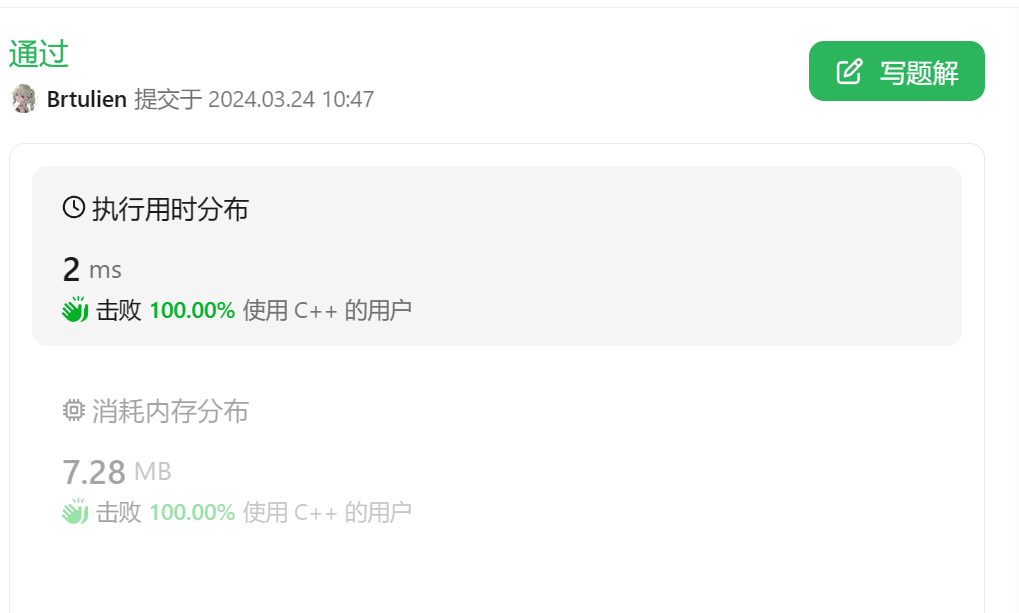 通过
写题解
Brtulien 提交于 2024.03.24 10:47
执行用时分布
2 ms
击败 100.00% 使用 C++ 的用户
消耗内存分布
7.28 MB
击败 100.00% 使用 C++ 的用户